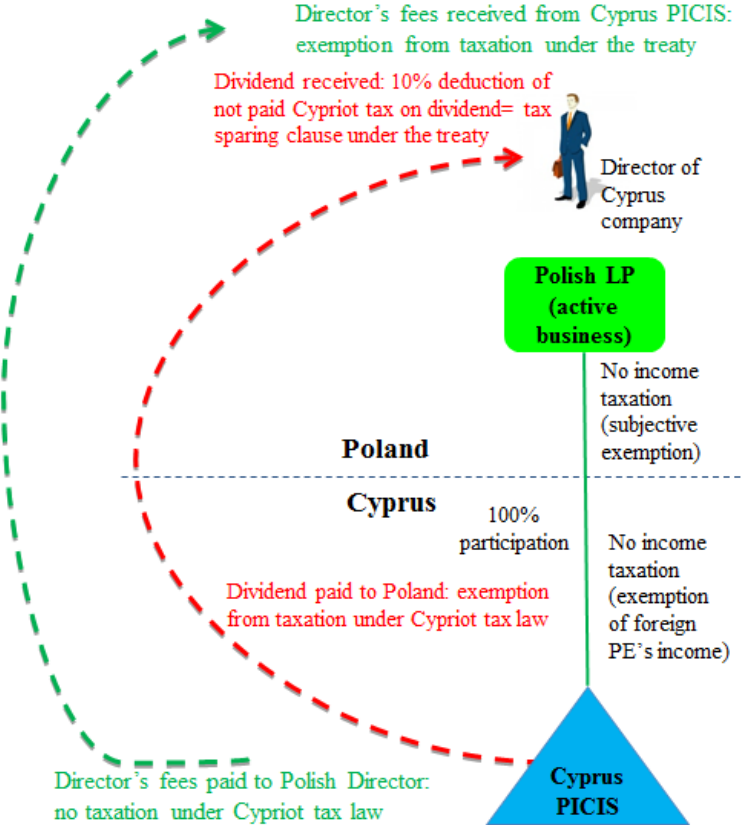 Director’s fees received from Cyprus PICIS:
exemption from taxation under the treaty
Dividend received: 10% deduction of
not paid Cypriot tax on dividend= tax
sparing clause under the treaty
Director of
Cyprus
company
Polish LP
(active
business)
No income
taxation
(subjective
exemption)
Poland
Cyprus
100%
participation
No income
taxation
(exemption
of foreign
PE’s income)
Dividend paid to Poland: exemption
from taxation under Cypriot tax law
Director’s fees paid to Polish Director:
no taxation under Cypriot tax law
Cyprus
PICIS